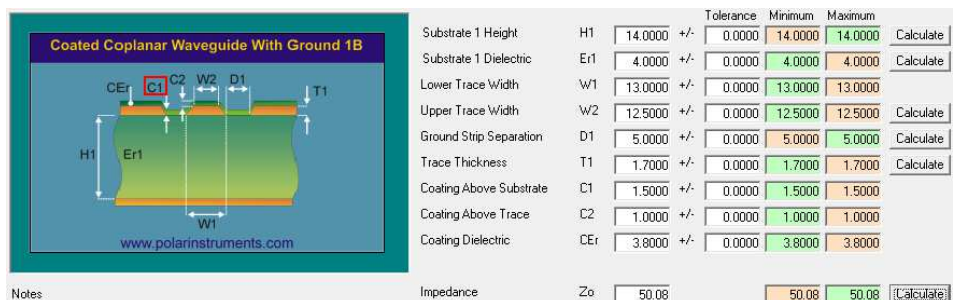 Coated Coplanar Waveguide With Ground 1B
CEr C1 C2 W2 D1 T1
H1 Er1
W1
www.polarinstruments.com
Notes
Tolerance Minimum Maximum
Substrate 1 Height H1 14.0000 +/- 0.0000 14.0000 14.0000 Calculate
Substrate 1 Dielectric Er1 4.0000 +/- 0.0000 4.0000 4.0000 Calculate
Lower Trace Width W1 13.0000 +/- 0.0000 13.0000 13.0000
Upper Trace Width W2 12.5000 +/- 0.0000 12.5000 12.5000 Calculate
Ground Strip Separation D1 5.0000 +/- 0.0000 5.0000 5.0000 Calculate
Trace Thickness T1 1.7000 +/- 0.0000 1.7000 1.7000 Calculate
Coating Above Substrate C1 1.5000 +/- 0.0000 1.5000 1.5000
Coating Above Trace C2 1.0000 +/- 0.0000 1.0000 1.0000
Coating Dielectric CEr 3.8000 +/- 0.0000 3.8000 3.8000
Impedance Zo 50.08 50.08 50.08 Calculate